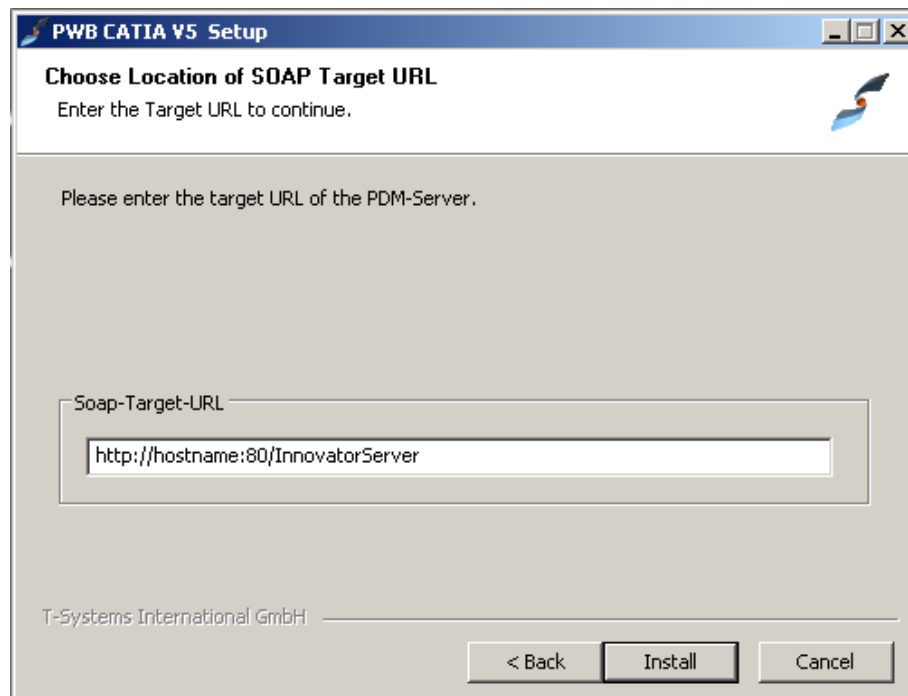 PWB CATIA V5 Setup
Choose Location of SOAP Target URL
Enter the Target URL to continue.
Please enter the target URL of the PDM-Server.
Soap-Target-URL
http://hostname:80/InnovatorServer
T-Systems International GmbH
< Back Install Cancel